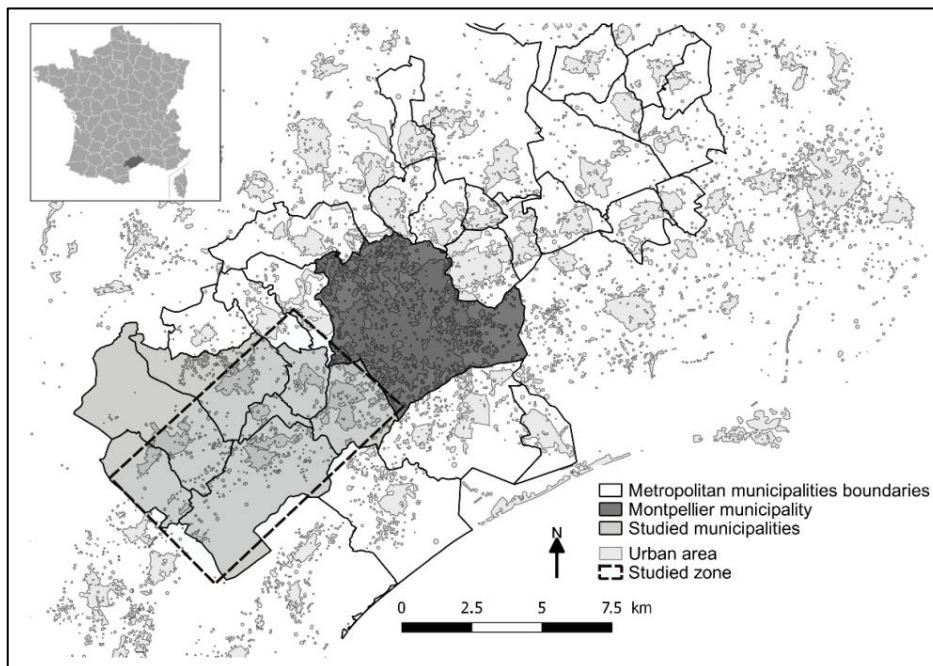 Metropolitan municipalities boundaries
Montpellier municipality
Studied municipalities
Urban area
Studied zone
N
0 2.5 5 7.5 km